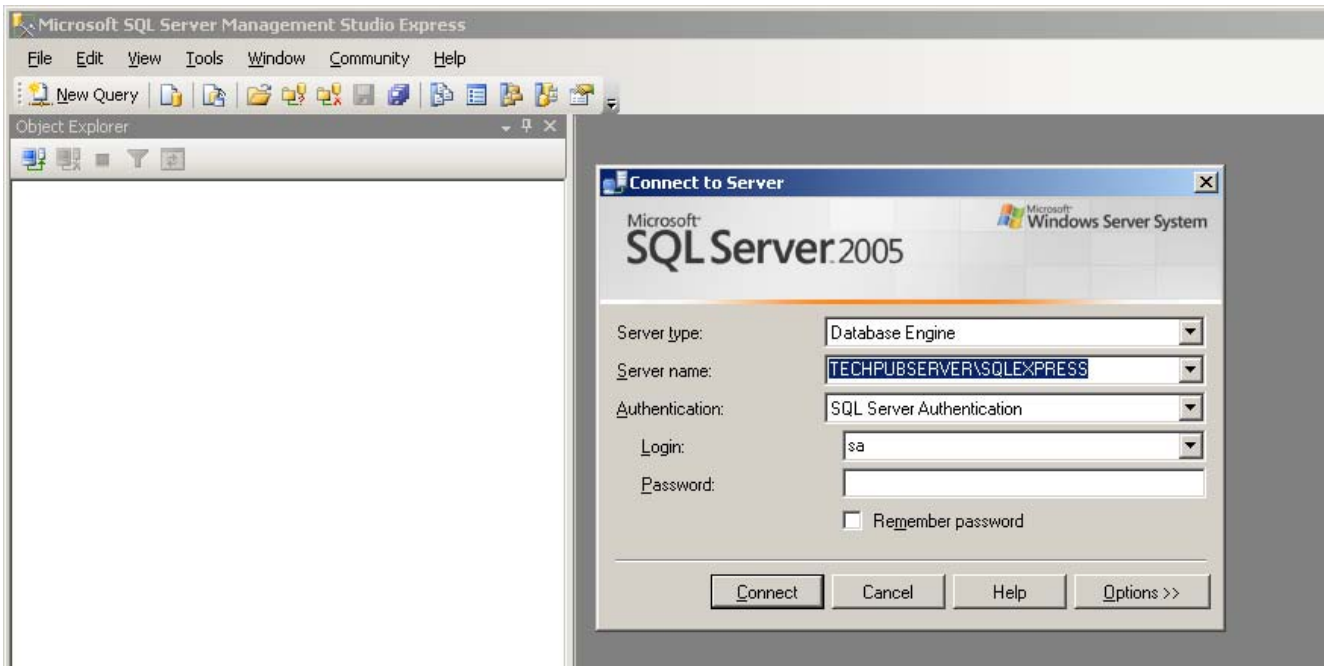 Microsoft SQL Server Management Studio Express
File Edit View Tools Window Community Help
New Query
Object Explorer
Connect to Server
Microsoft
SQL Server 2005
Microsoft
Windows Server System
Server type: Database Engine
Server name: TECHPUBSERVER\SQLEXPRESS
Authentication: SQL Server Authentication
Login: sa
Password:
Remember password
Connect Cancel Help Options >>